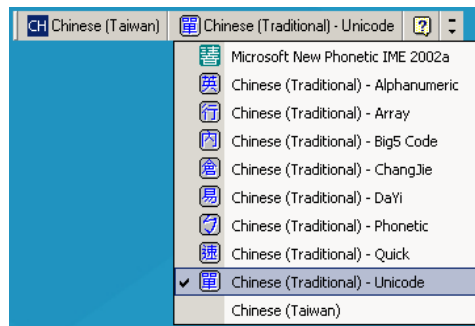 CH Chinese (Taiwan) 單 Chinese (Traditional) - Unicode ?
Microsoft New Phonetic IME 2002a
英 Chinese (Traditional) - Alphanumeric
行 Chinese (Traditional) - Array
內 Chinese (Traditional) - Big5 Code
倉 Chinese (Traditional) - ChangJie
易 Chinese (Traditional) - DaYi
ㄅ Chinese (Traditional) - Phonetic
速 Chinese (Traditional) - Quick
單 Chinese (Traditional) - Unicode
Chinese (Taiwan)